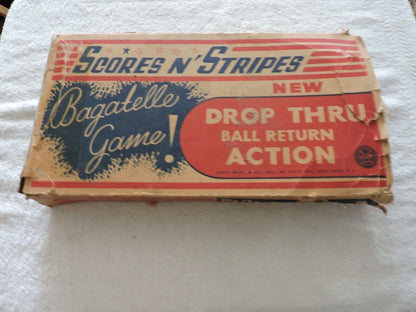 SCORES N' STRIPES
NEW
Bagatelle
Game!
DROP THRU
BALL RETURN
ACTION